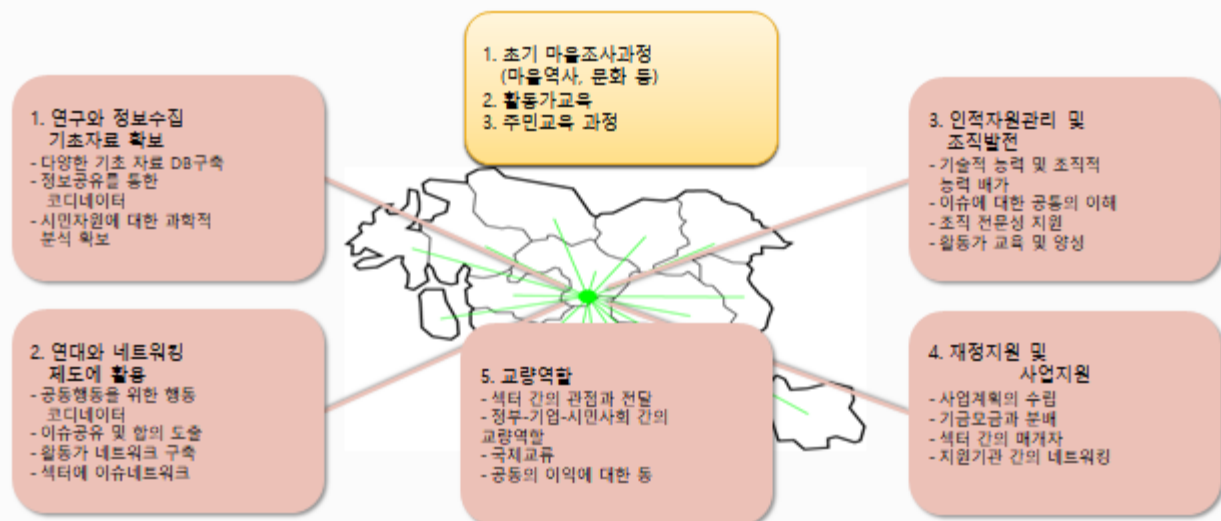 1. 초기 마을조사과정
(마을역사, 문화 등)
2. 활동가교육
3. 주민교육 과정
1. 연구와 정보수집
기초자료 확보
- 다양한 기초 자료 DB구축
- 정보공유를 통한
코디네이터
- 시민자원에 대한 과학적
분석 확보
2. 연대와 네트워킹
제도에 활용
- 공동행동을 위한 행동
코디네이터
- 이슈공유 및 합의 도출
- 활동가 네트워크 구축
- 섹터에 이슈네트워크
3. 인적자원관리 및
조직발전
- 기술적 능력 및 조직적
능력 배가
- 이슈에 대한 공통의 이해
- 조직 전문성 지원
- 활동가 교육 및 양성
4. 재정지원 및
사업지원
- 사업계획의 수립
- 기금모금과 분배
- 섹터 간의 매개자
- 지원기관 간의 네트워킹
5. 교량역할
- 섹터 간의 관점과 전달
- 정부-기업-시민사회 간의
교량역할
- 국제교류
- 공동의 이익에 대한 동